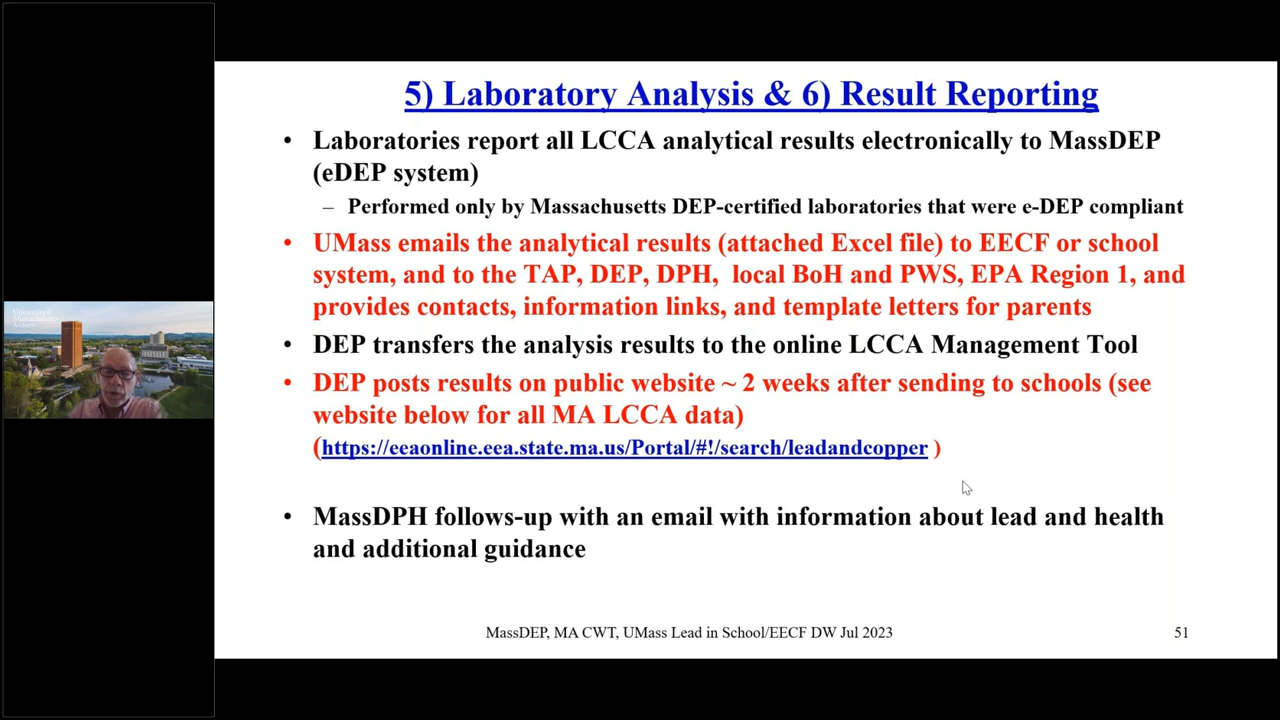 5) Laboratory Analysis & 6) Result Reporting
• Laboratories report all LCCA analytical results electronically to MassDEP
(eDEP system)
– Performed only by Massachusetts DEP-certified laboratories that were e-DEP compliant
• UMass emails the analytical results (attached Excel file) to EECF or school
system, and to the TAP, DEP, DPH, local BoH and PWS, EPA Region 1, and
provides contacts, information links, and template letters for parents
• DEP transfers the analysis results to the online LCCA Management Tool
• DEP posts results on public website ~ 2 weeks after sending to schools (see
website below for all MA LCCA data)
(https://eeaonline.eea.state.ma.us/Portal/#!/search/leadandcopper )
University of
Massachusetts
Amherst
• MassDPH follows-up with an email with information about lead and health
and additional guidance
MassDEP, MA CWT, UMass Lead in School/EECF DW Jul 2023
51